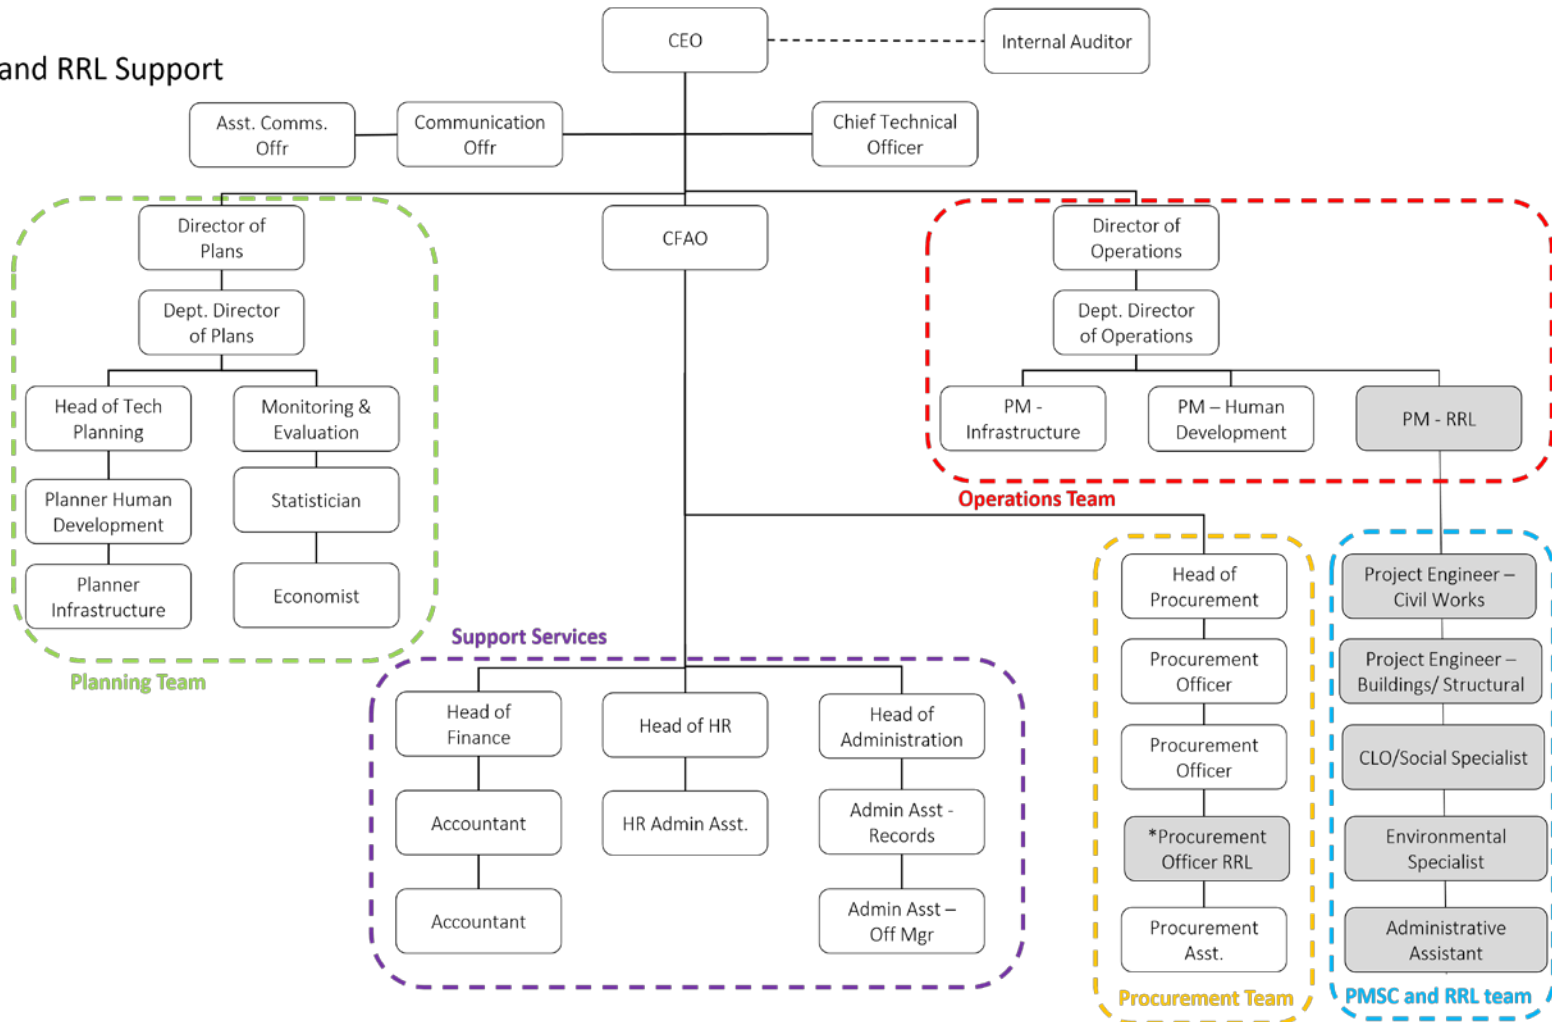 CEO
Internal Auditor
and RRL Support
Asst. Comms.
Offr
Communication
Offr
Chief Technical
Officer
Director of
Plans
CFAO
Director of
Operations
Dept. Director
of Plans
Dept. Director
of Operations
Head of Tech
Planning
Monitoring &
Evaluation
PM -
Infrastructure
PM – Human
Development
PM - RRL
Planner Human
Development
Statistician
Operations Team
Planner
Infrastructure
Economist
Head of
Procurement
Project Engineer –
Civil Works
Support Services
Planning Team
Procurement
Officer
Project Engineer –
Buildings/ Structural
Head of
Finance
Head of HR
Head of
Administration
Procurement
Officer
CLO/Social Specialist
Accountant
HR Admin Asst.
Admin Asst -
Records
*Procurement
Officer RRL
Environmental
Specialist
Accountant
Admin Asst –
Off Mgr
Procurement
Asst.
Administrative
Assistant
Procurement Team
PMSC and RRL team